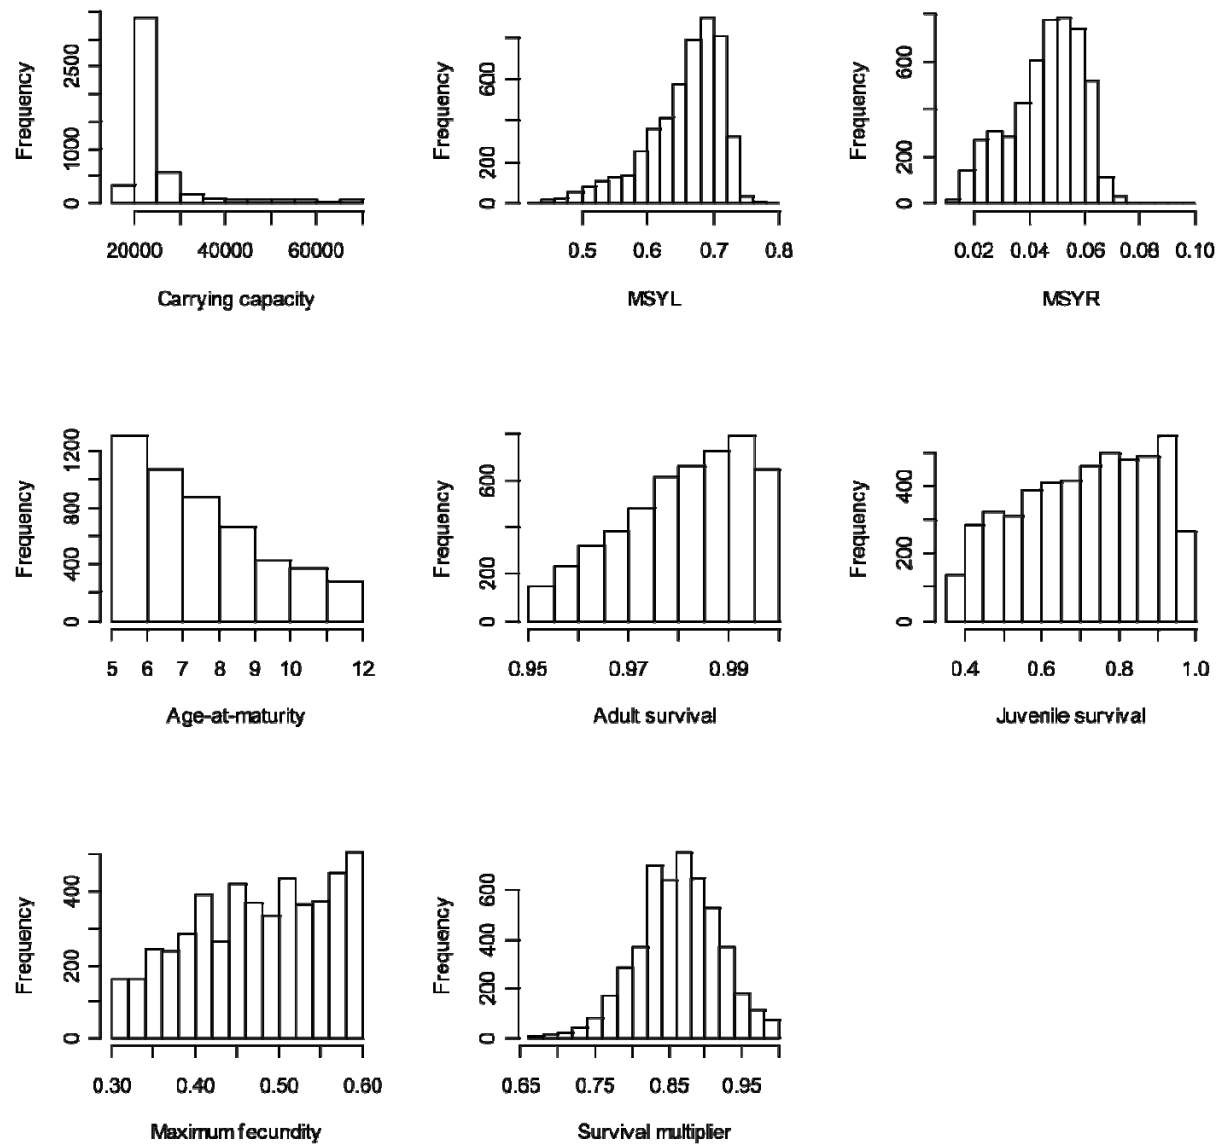 Frequency
0 1000 2500
20000 40000 60000
Carrying capacity
Frequency
0 200 600
0.5 0.6 0.7 0.8
MSYL
Frequency
0 200 600
0.02 0.04 0.06 0.08 0.10
MSYR
Frequency
0 400 800 1200
5 6 7 8 9 10 12
Age-at-maturity
Frequency
0 200 600
0.95 0.97 0.99
Adult survival
Frequency
0 200 400
0.4 0.6 0.8 1.0
Juvenile survival
Frequency
0 200 400
0.30 0.40 0.50 0.60
Maximum fecundity
Frequency
0 200 400 600
0.65 0.75 0.85 0.95
Survival multiplier